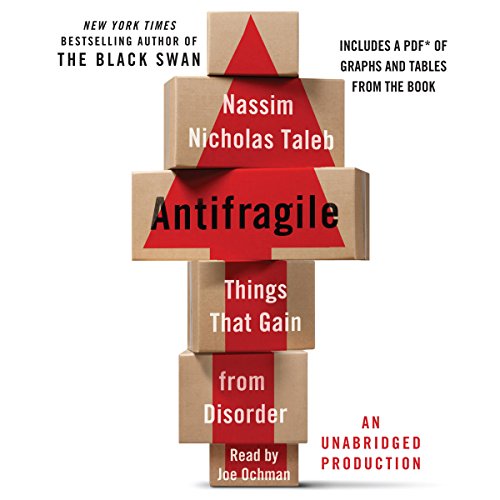 NEW YORK TIMES
BESTSELLING AUTHOR OF
THE BLACK SWAN
INCLUDES A PDF* OF
GRAPHS AND TABLES
FROM THE BOOK
Nassim
Nicholas Taleb
Antifragile
Things
That Gain
from
Disorder
Read by
Joe Ochman
AN
UNABRIDGED
PRODUCTION